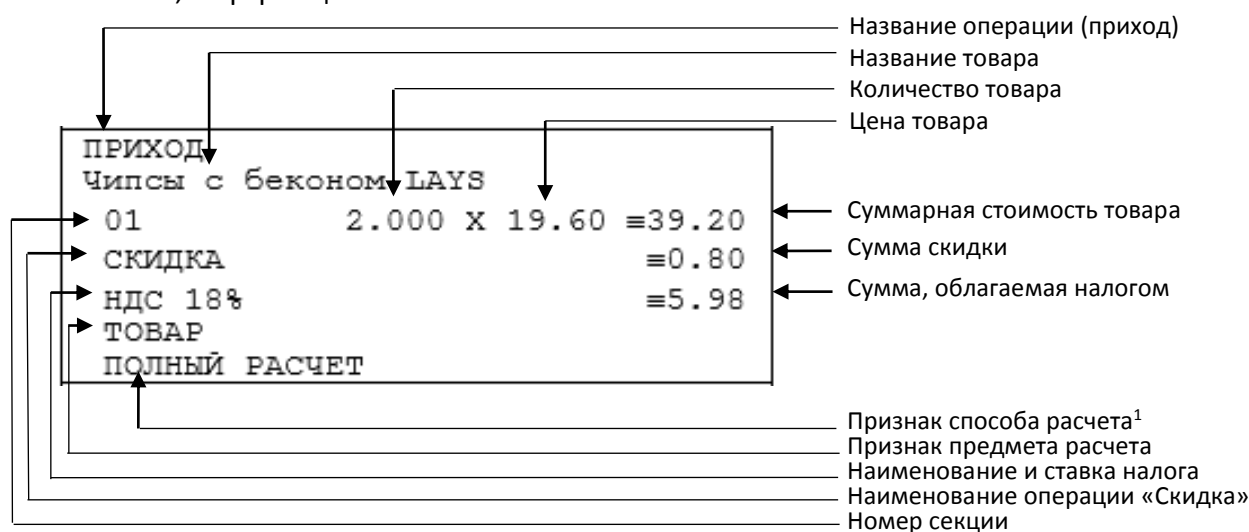 Название операции (приход)
Название товара
Количество товара
Цена товара
ПРИХОД
Чипсы с беконом LAYS
01 2.000 X 19.60 ≡39.20
СКИДКА ≡0.80
НДС 18% ≡5.98
ТОВАР
ПОЛНЫЙ РАСЧЕТ
Суммарная стоимость товара
Сумма скидки
Сумма, облагаемая налогом
Признак способа расчета¹
Признак предмета расчета
Наименование и ставка налога
Наименование операции «Скидка»
Номер секции